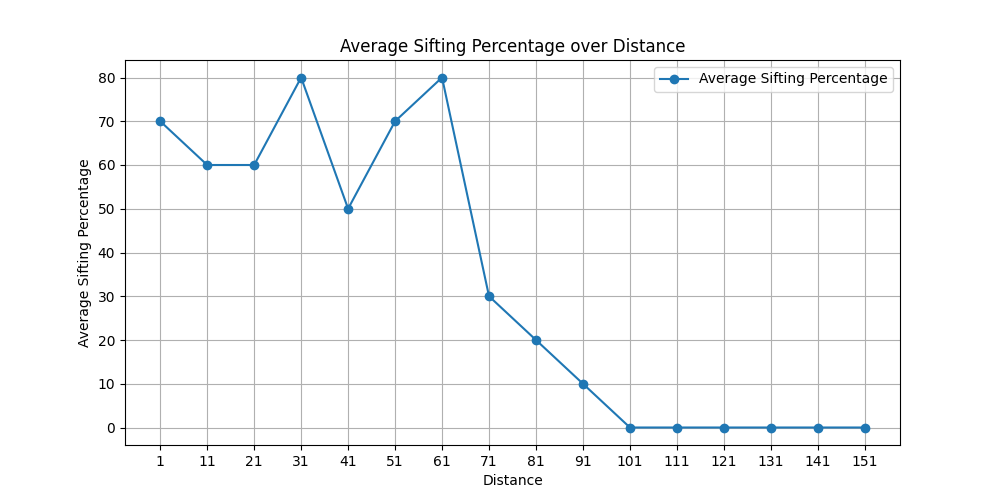 Average Sifting Percentage over Distance
Average Sifting Percentage
80
70
60
50
40
30
20
10
0
Average Sifting Percentage
1 11 21 31 41 51 61 71 81 91 101 111 121 131 141 151
Distance